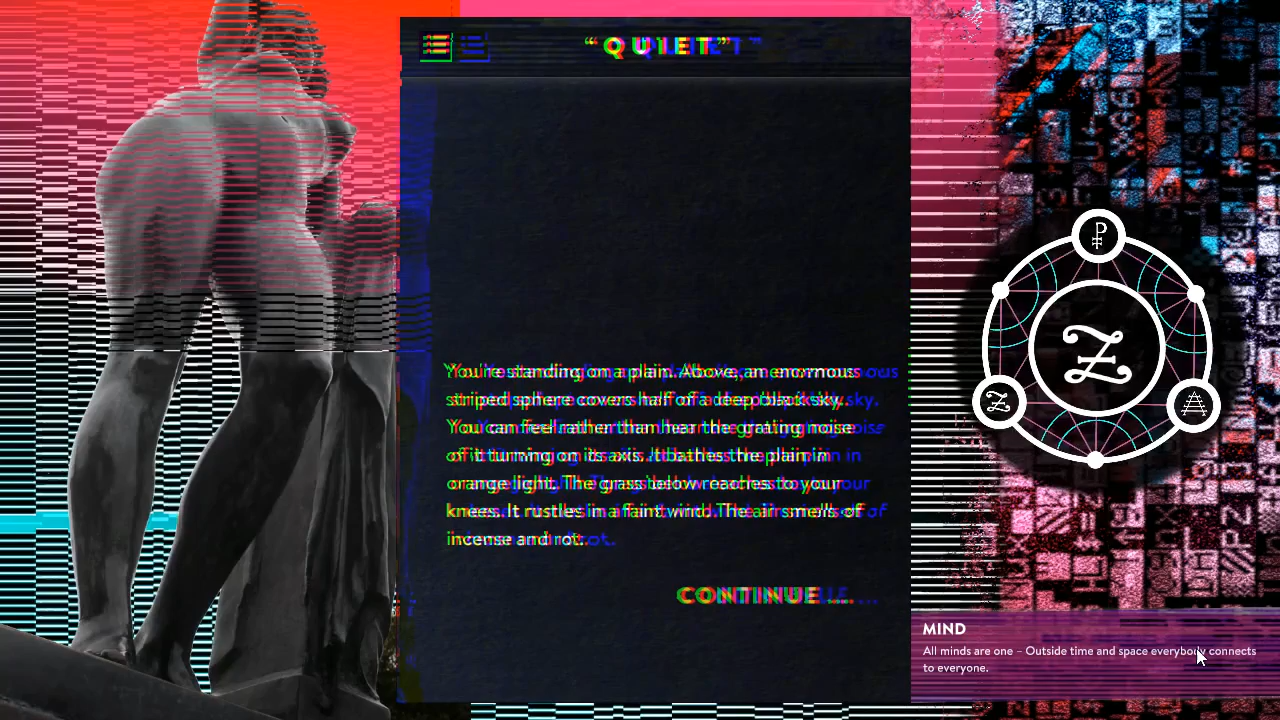 “QUIET”
You're standing on a plain. Above, an enormous
striped sphere covers half of a deep black sky.
You can feel rather than hear the grating noise
of it turning on its axis. It bathes the plain in
orange light. The grass below reaches to your
knees. It rustles in a faint wind. The air smells of
incense and rot.
CONTINUE...
MIND
All minds are one – Outside time and space everybody connects
to everyone.